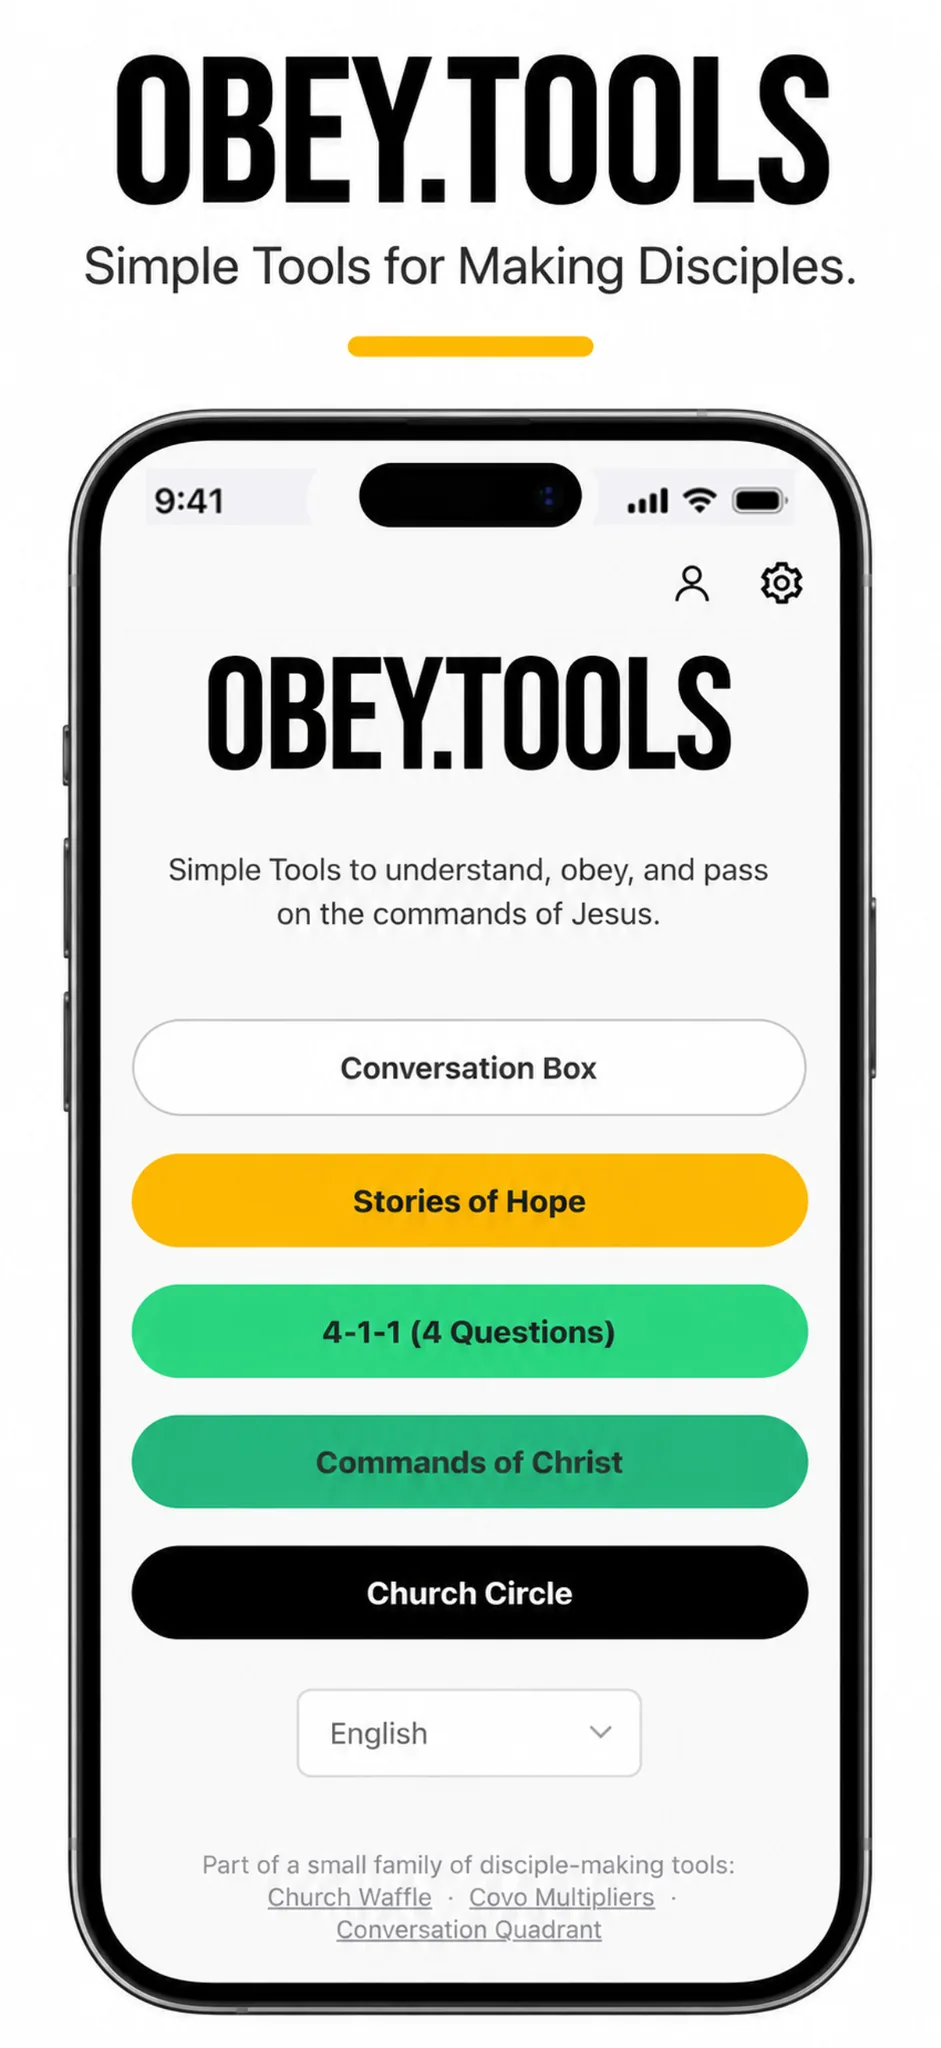 OBEY.TOOLS
Simple Tools for Making Disciples.
9:41
OBEY.TOOLS
Simple Tools to understand, obey, and pass
on the commands of Jesus.
Conversation Box
Stories of Hope
4-1-1 (4 Questions)
Commands of Christ
Church Circle
English
Part of a small family of disciple-making tools:
Church Waffle · Covo Multipliers ·
Conversation Quadrant